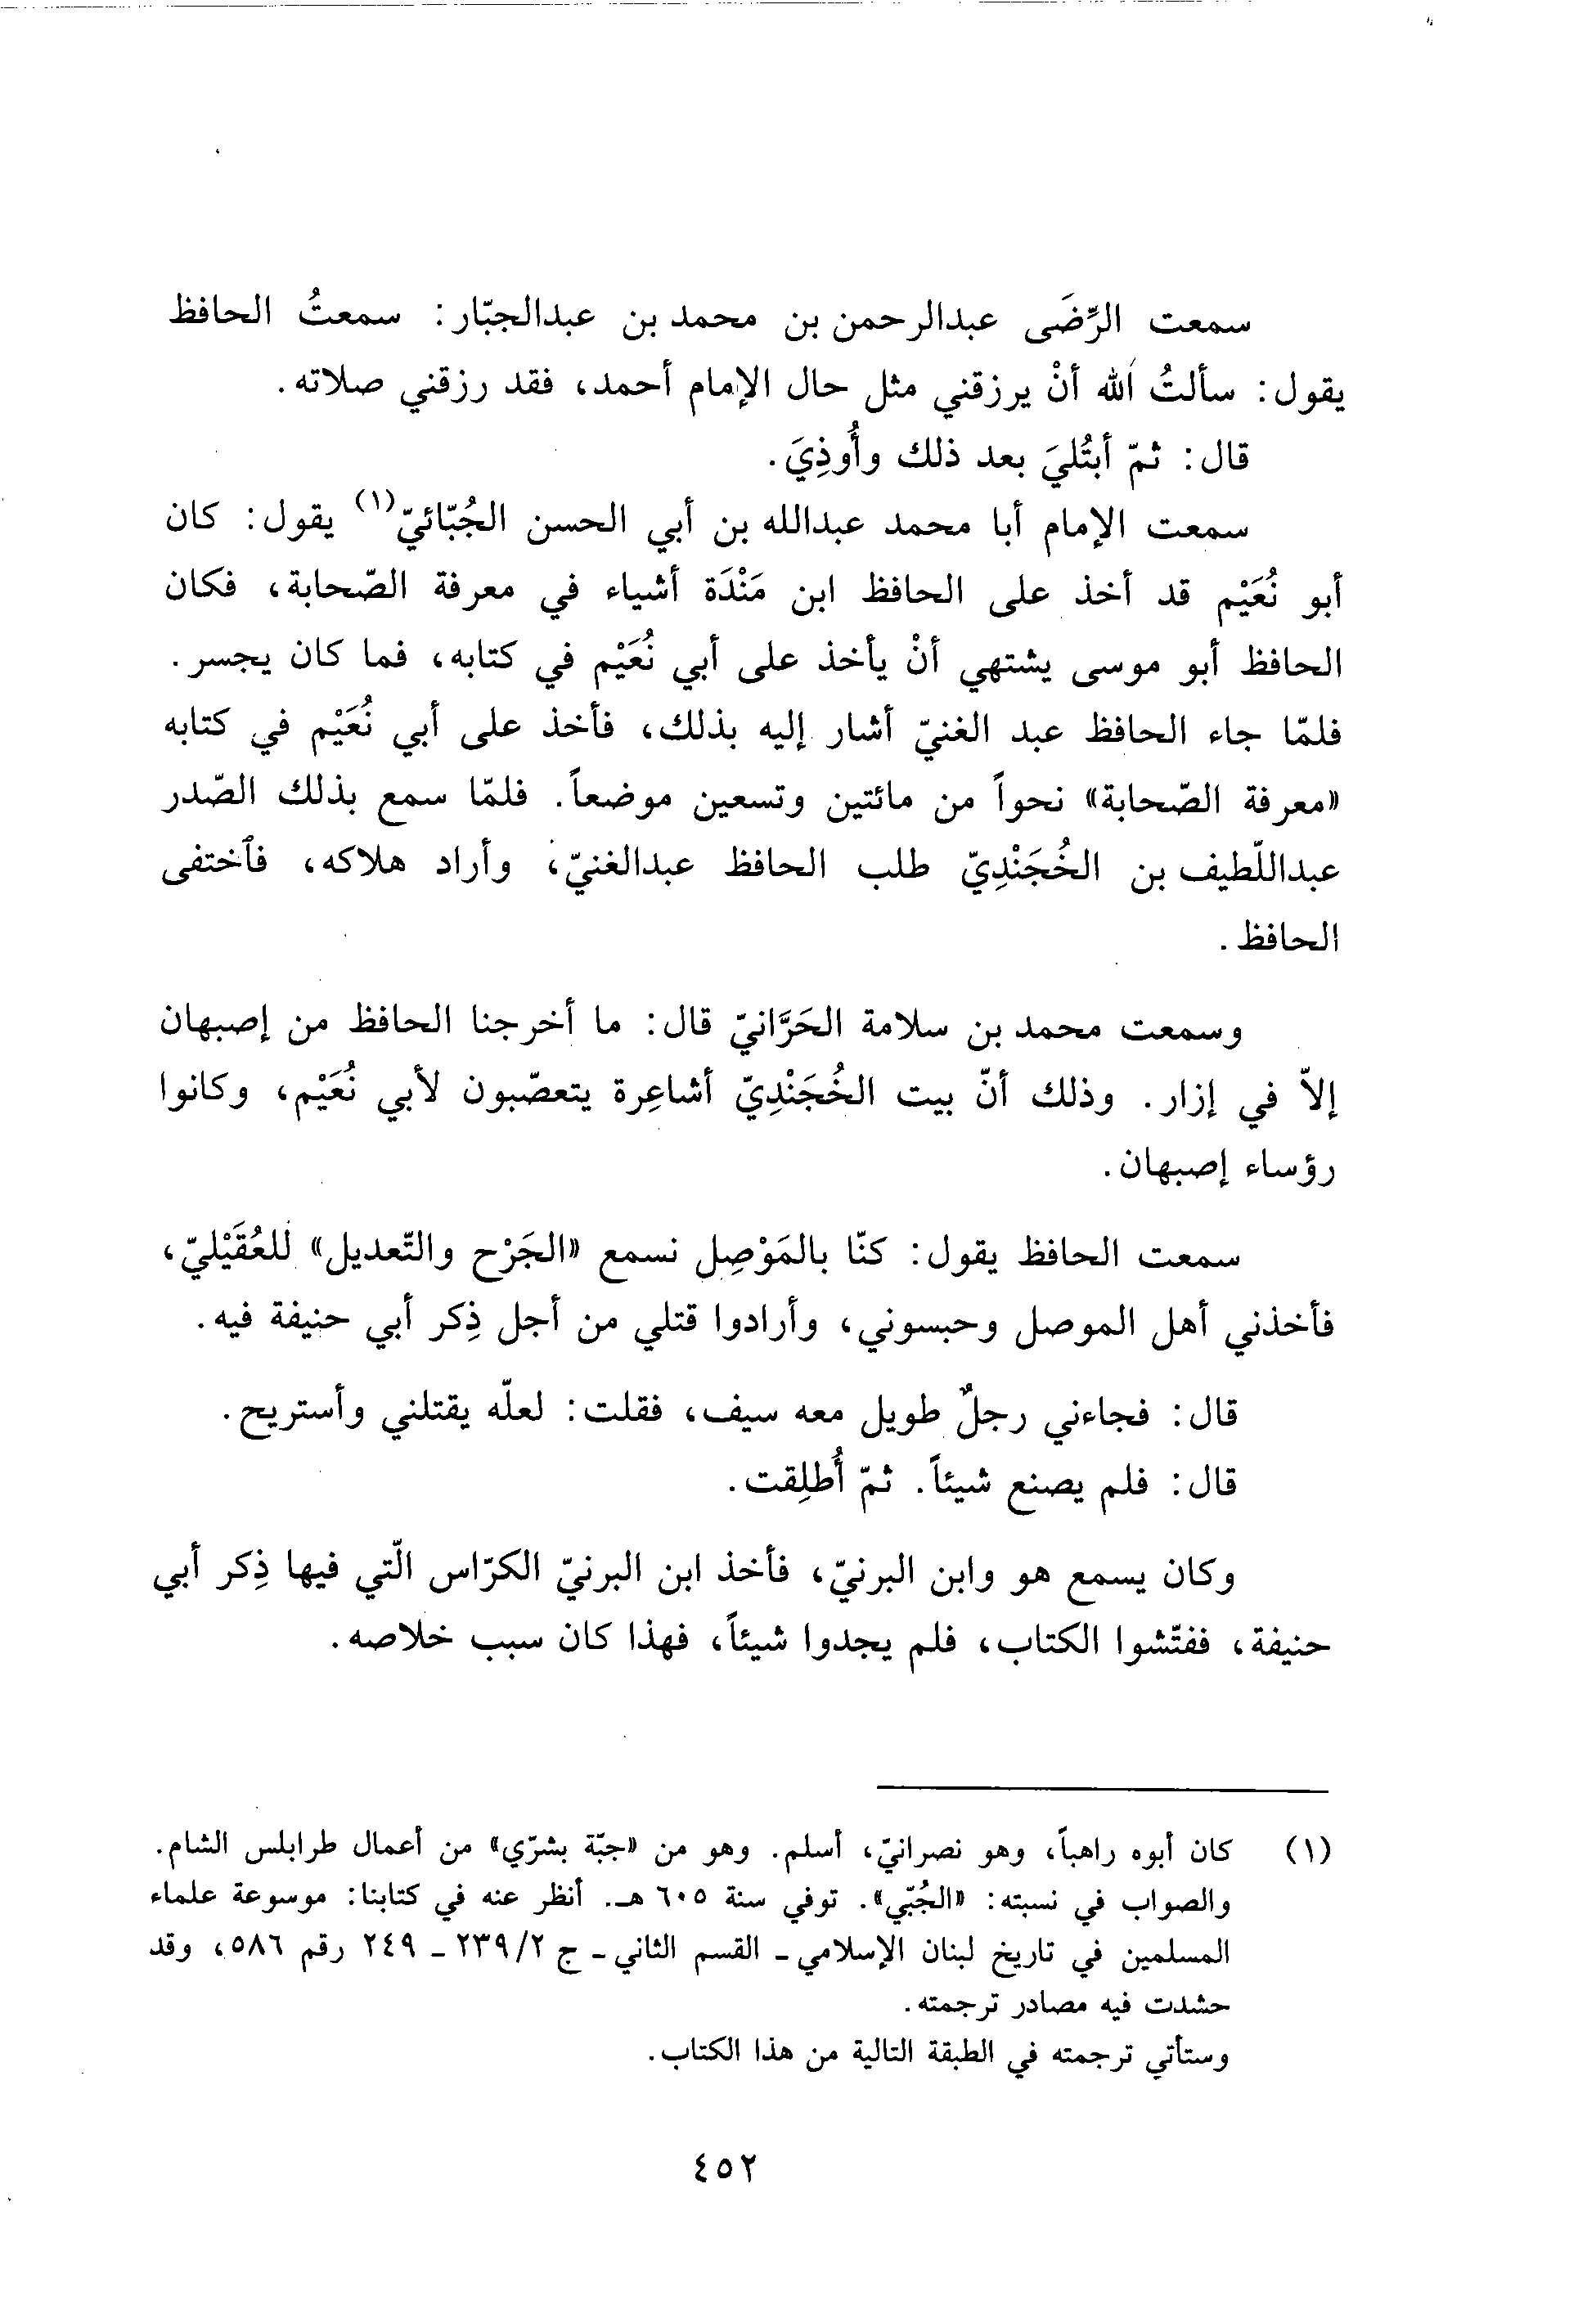 سمعت الرِّضَى عبدالرحمن بن محمد بن عبدالجبّار: سمعتُ الحافظ
يقول: سألتُ اللهَ أنْ يرزقني مثل حال الإمام أحمد، فقد رزقني صلاته.
قال: ثمّ أبتُليَ بعد ذلك وأُوذِيَ.
سمعت الإمام أبا محمد عبدالله بن أبي الحسن الجُبّائيّ(١) يقول: كان
أبو نُعَيْم قد أخذ على الحافظ ابن مَنْدَة أشياء في معرفة الصّحابة، فكان
الحافظ أبو موسى يشتهي أنْ يأخذ على أبي نُعَيْم في كتابه، فما كان يجسر.
فلمّا جاء الحافظ عبد الغنيّ أشار إليه بذلك، فأخذ على أبي نُعَيْم في كتابه
«معرفة الصّحابة» نحواً من مائتين وتسعين موضعاً. فلمّا سمع بذلك الصّدر
عبداللّطيف بن الخُجَنْدِيّ طلب الحافظ عبدالغنيّ، وأراد هلاكه، فٱختفى
الحافظ.
وسمعت محمد بن سلامة الحَرَّانيّ قال: ما أخرجنا الحافظ من إصبهان
إلاّ في إزار. وذلك أنّ بيت الخُجَنْدِيّ أشاعِرة يتعصّبون لأبي نُعَيْم، وكانوا
رؤساء إصبهان.
سمعت الحافظ يقول: كنّا بالمَوْصِل نسمع «الجَرْح والتّعديل» للعُقَيْليّ،
فأخذني أهل الموصل وحبسوني، وأرادوا قتلي من أجل ذِكر أبي حنيفة فيه.
قال: فجاءني رجلٌ طويل معه سيف، فقلت: لعلّه يقتلني وأستريح.
قال: فلم يصنع شيئاً. ثمّ أُطلِقت.
وكان يسمع هو وابن البرنيّ، فأخذ ابن البرنيّ الكرّاس الّتي فيها ذِكر أبي
حنيفة، ففتّشوا الكتاب، فلم يجدوا شيئاً، فهذا كان سبب خلاصه.
(١) كان أبوه راهباً، وهو نصرانيّ، أسلم. وهو من «جبّة بشرّي» من أعمال طرابلس الشام.
والصواب في نسبته: «الجُبّي». توفي سنة ٦٠٥ هـ. أنظر عنه في كتابنا: موسوعة علماء
المسلمين في تاريخ لبنان الإسلامي - القسم الثاني - ج ٢٣٩/٢ - ٢٤٩ رقم ٥٨٦، وقد
حشدت فيه مصادر ترجمته.
وستأتي ترجمته في الطبقة التالية من هذا الكتاب.
٤٥٢